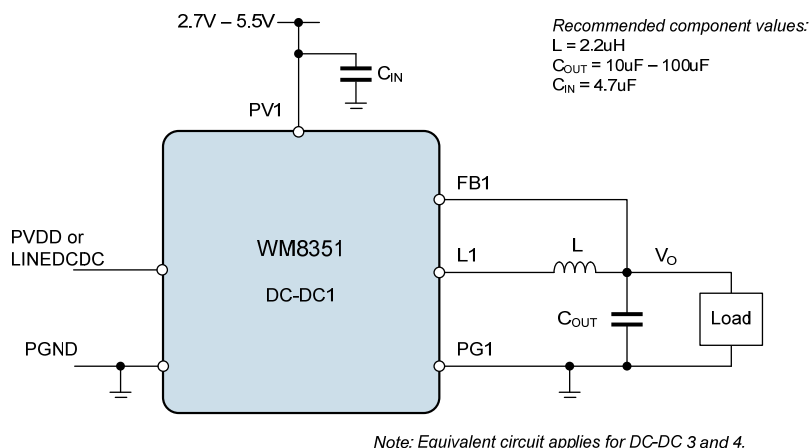 2.7V – 5.5V
Recommended component values:
L = 2.2uH
COUT = 10uF – 100uF
CIN = 4.7uF
CIN
PV1
FB1
PVDD or
LINEDCDC
WM8351
DC-DC1
L1
L
VO
COUT
Load
PGND
PG1
Note: Equivalent circuit applies for DC-DC 3 and 4.